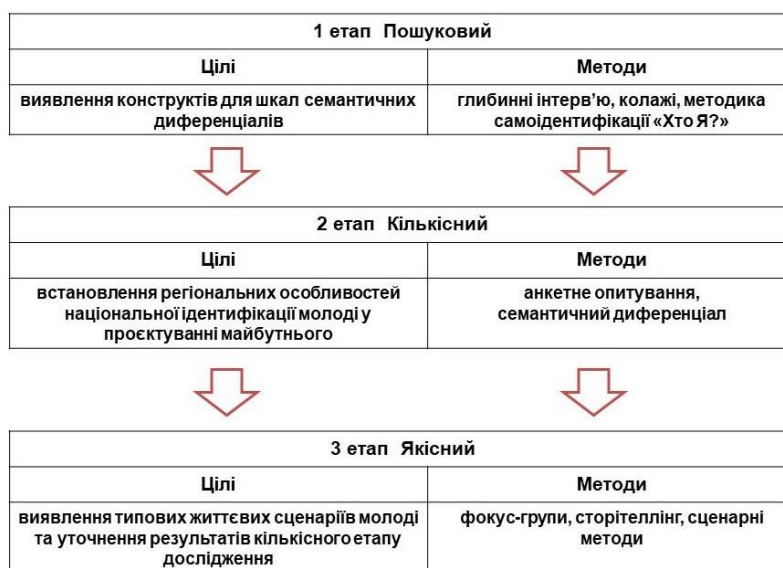 1 етап Пошуковий
Цілі
Методи
виявлення конструктів для шкал семантичних
диференціалів
глибинні інтерв’ю, колажі, методика
самоідентифікації «Хто Я?»
2 етап Кількісний
Цілі
Методи
встановлення регіональних особливостей
національної ідентифікації молоді у
проєктуванні майбутнього
анкетне опитування,
семантичний диференціал
3 етап Якісний
Цілі
Методи
виявлення типових життєвих сценаріїв молоді
та уточнення результатів кількісного етапу
дослідження
фокус-групи, сторітеллінг, сценарні
методи